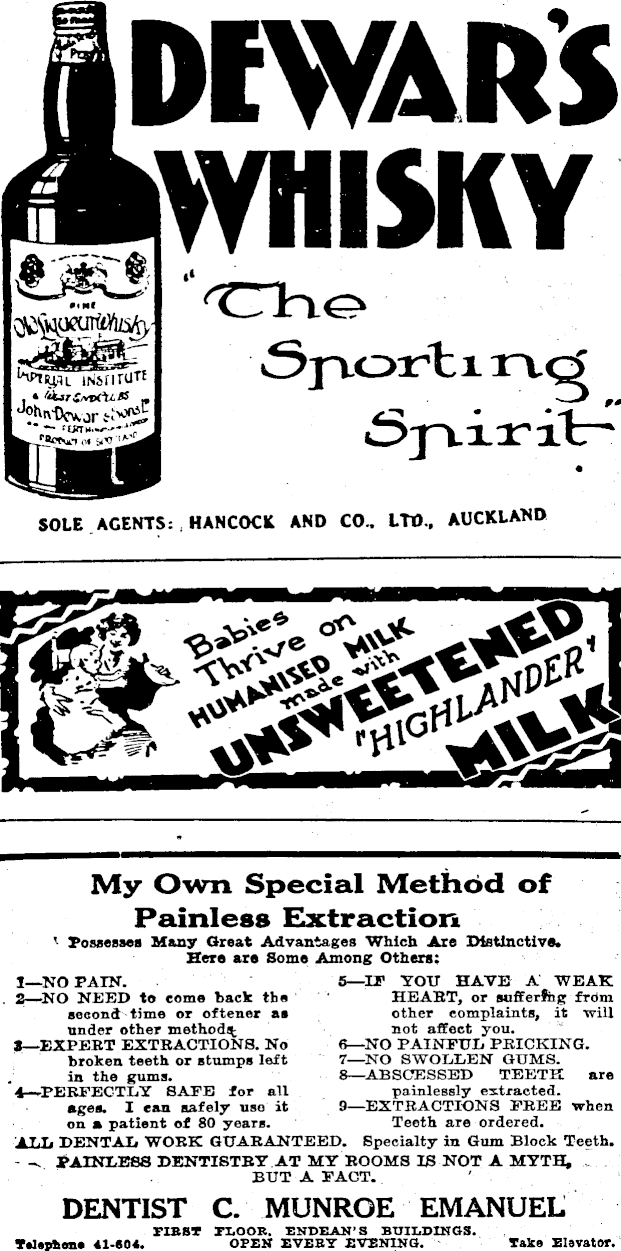 DEWAR'S
WHISKY
"The
Sporting
Spirit"
FINE
Old Liqueur Whisky
IMPERIAL INSTITUTE
John Dewar & Sons Ltd
PERTH
PRODUCT OF SCOTLAND
SOLE AGENTS: HANCOCK AND CO., LTD., AUCKLAND
Babies
Thrive on
HUMANISED MILK
made with
UNSWEETENED
"HIGHLANDER"
MILK
My Own Special Method of
Painless Extraction
Possesses Many Great Advantages Which Are Distinctive.
Here are Some Among Others:
1—NO PAIN.
2—NO NEED to come back the
second time or oftener as
under other methods.
3—EXPERT EXTRACTIONS. No
broken teeth or stumps left
in the gums.
4—PERFECTLY SAFE for all
ages. I can safely use it
on a patient of 80 years.
5—IF YOU HAVE A WEAK
HEART, or suffering from
other complaints, it will
not affect you.
6—NO PAINFUL PRICKING.
7—NO SWOLLEN GUMS.
8—ABSCESSED TEETH are
painlessly extracted.
9—EXTRACTIONS FREE when
Teeth are ordered.
ALL DENTAL WORK GUARANTEED. Specialty in Gum Block Teeth.
PAINLESS DENTISTRY AT MY ROOMS IS NOT A MYTH,
BUT A FACT.
DENTIST C. MUNROE EMANUEL
FIRST FLOOR, ENDEAN'S BUILDINGS.
Telephone 41-604. OPEN EVERY EVENING. Take Elevator.